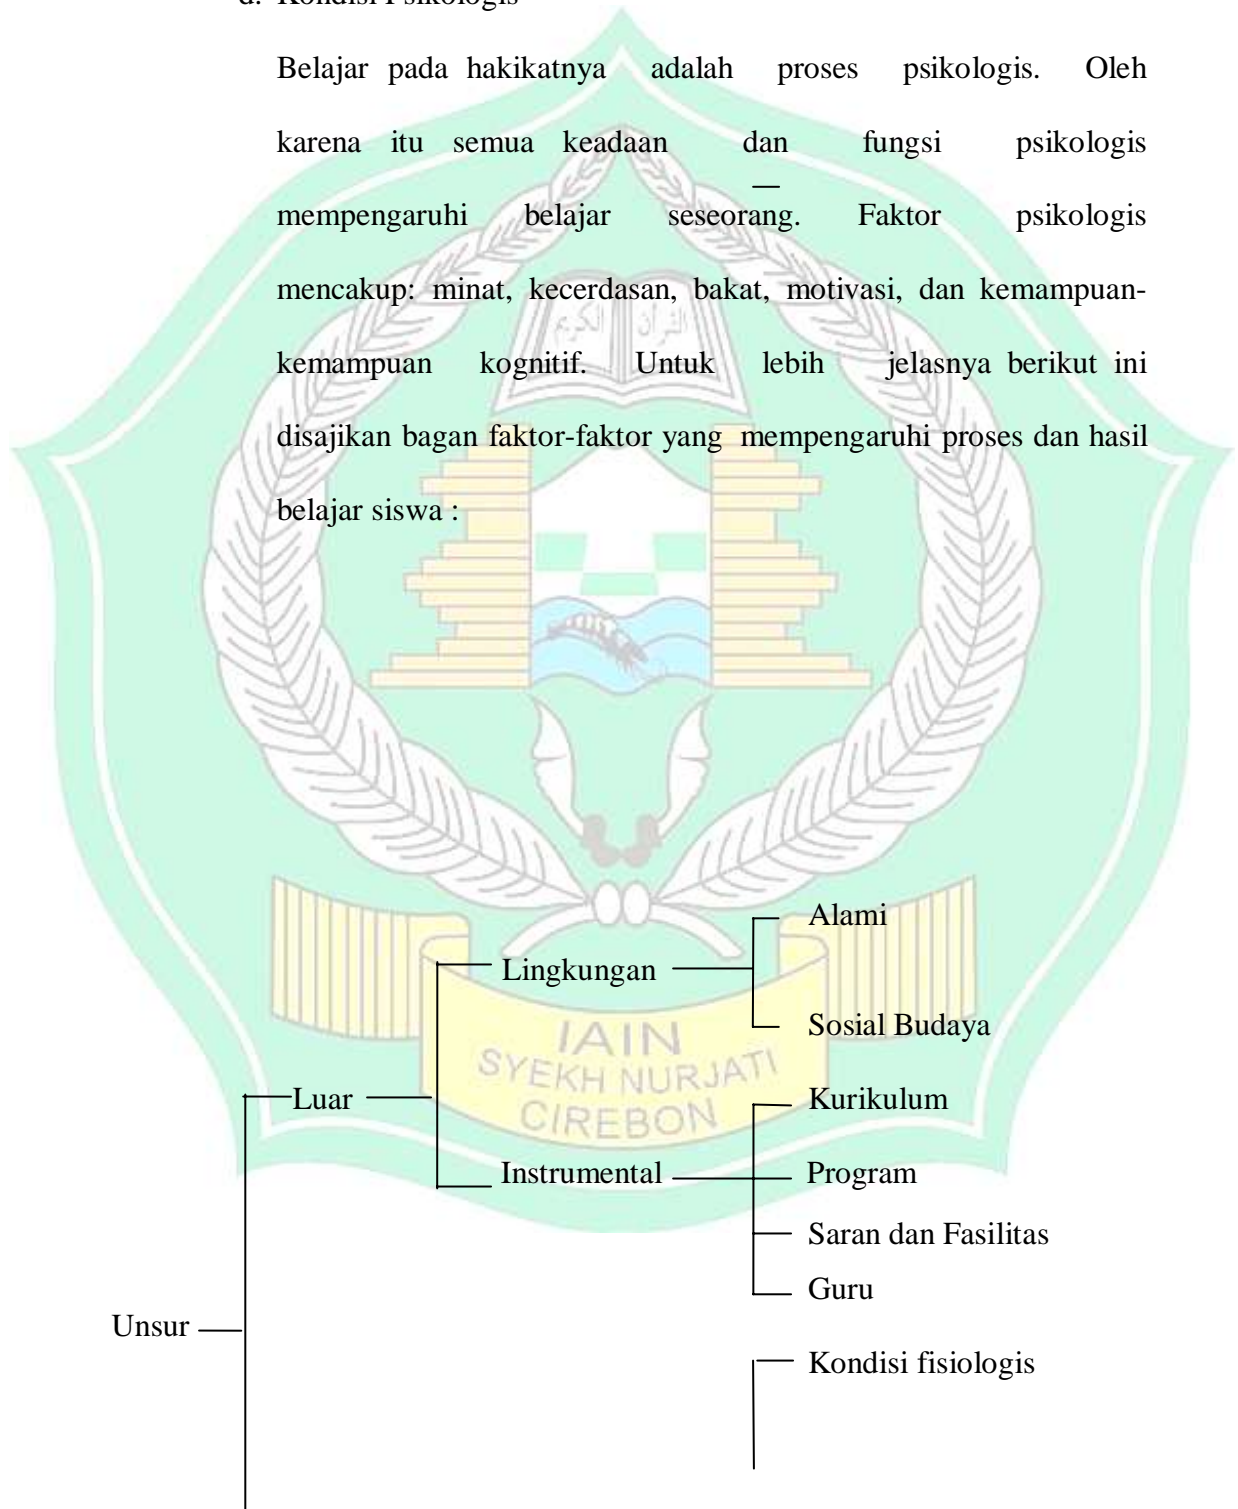 d. Kondisi Psikologis
Belajar pada hakikatnya adalah proses psikologis. Oleh
karena itu semua keadaan dan fungsi psikologis
mempengaruhi belajar seseorang. Faktor psikologis
mencakup: minat, kecerdasan, bakat, motivasi, dan kemampuan-
kemampuan kognitif. Untuk lebih jelasnya berikut ini
disajikan bagan faktor-faktor yang mempengaruhi proses dan hasil
belajar siswa :
القرآن الكريم
Alami
Lingkungan
Sosial Budaya
IAIN
SYEKH NURJATI
CIREBON
Luar
Kurikulum
Instrumental
Program
Saran dan Fasilitas
Guru
Unsur
Kondisi fisiologis